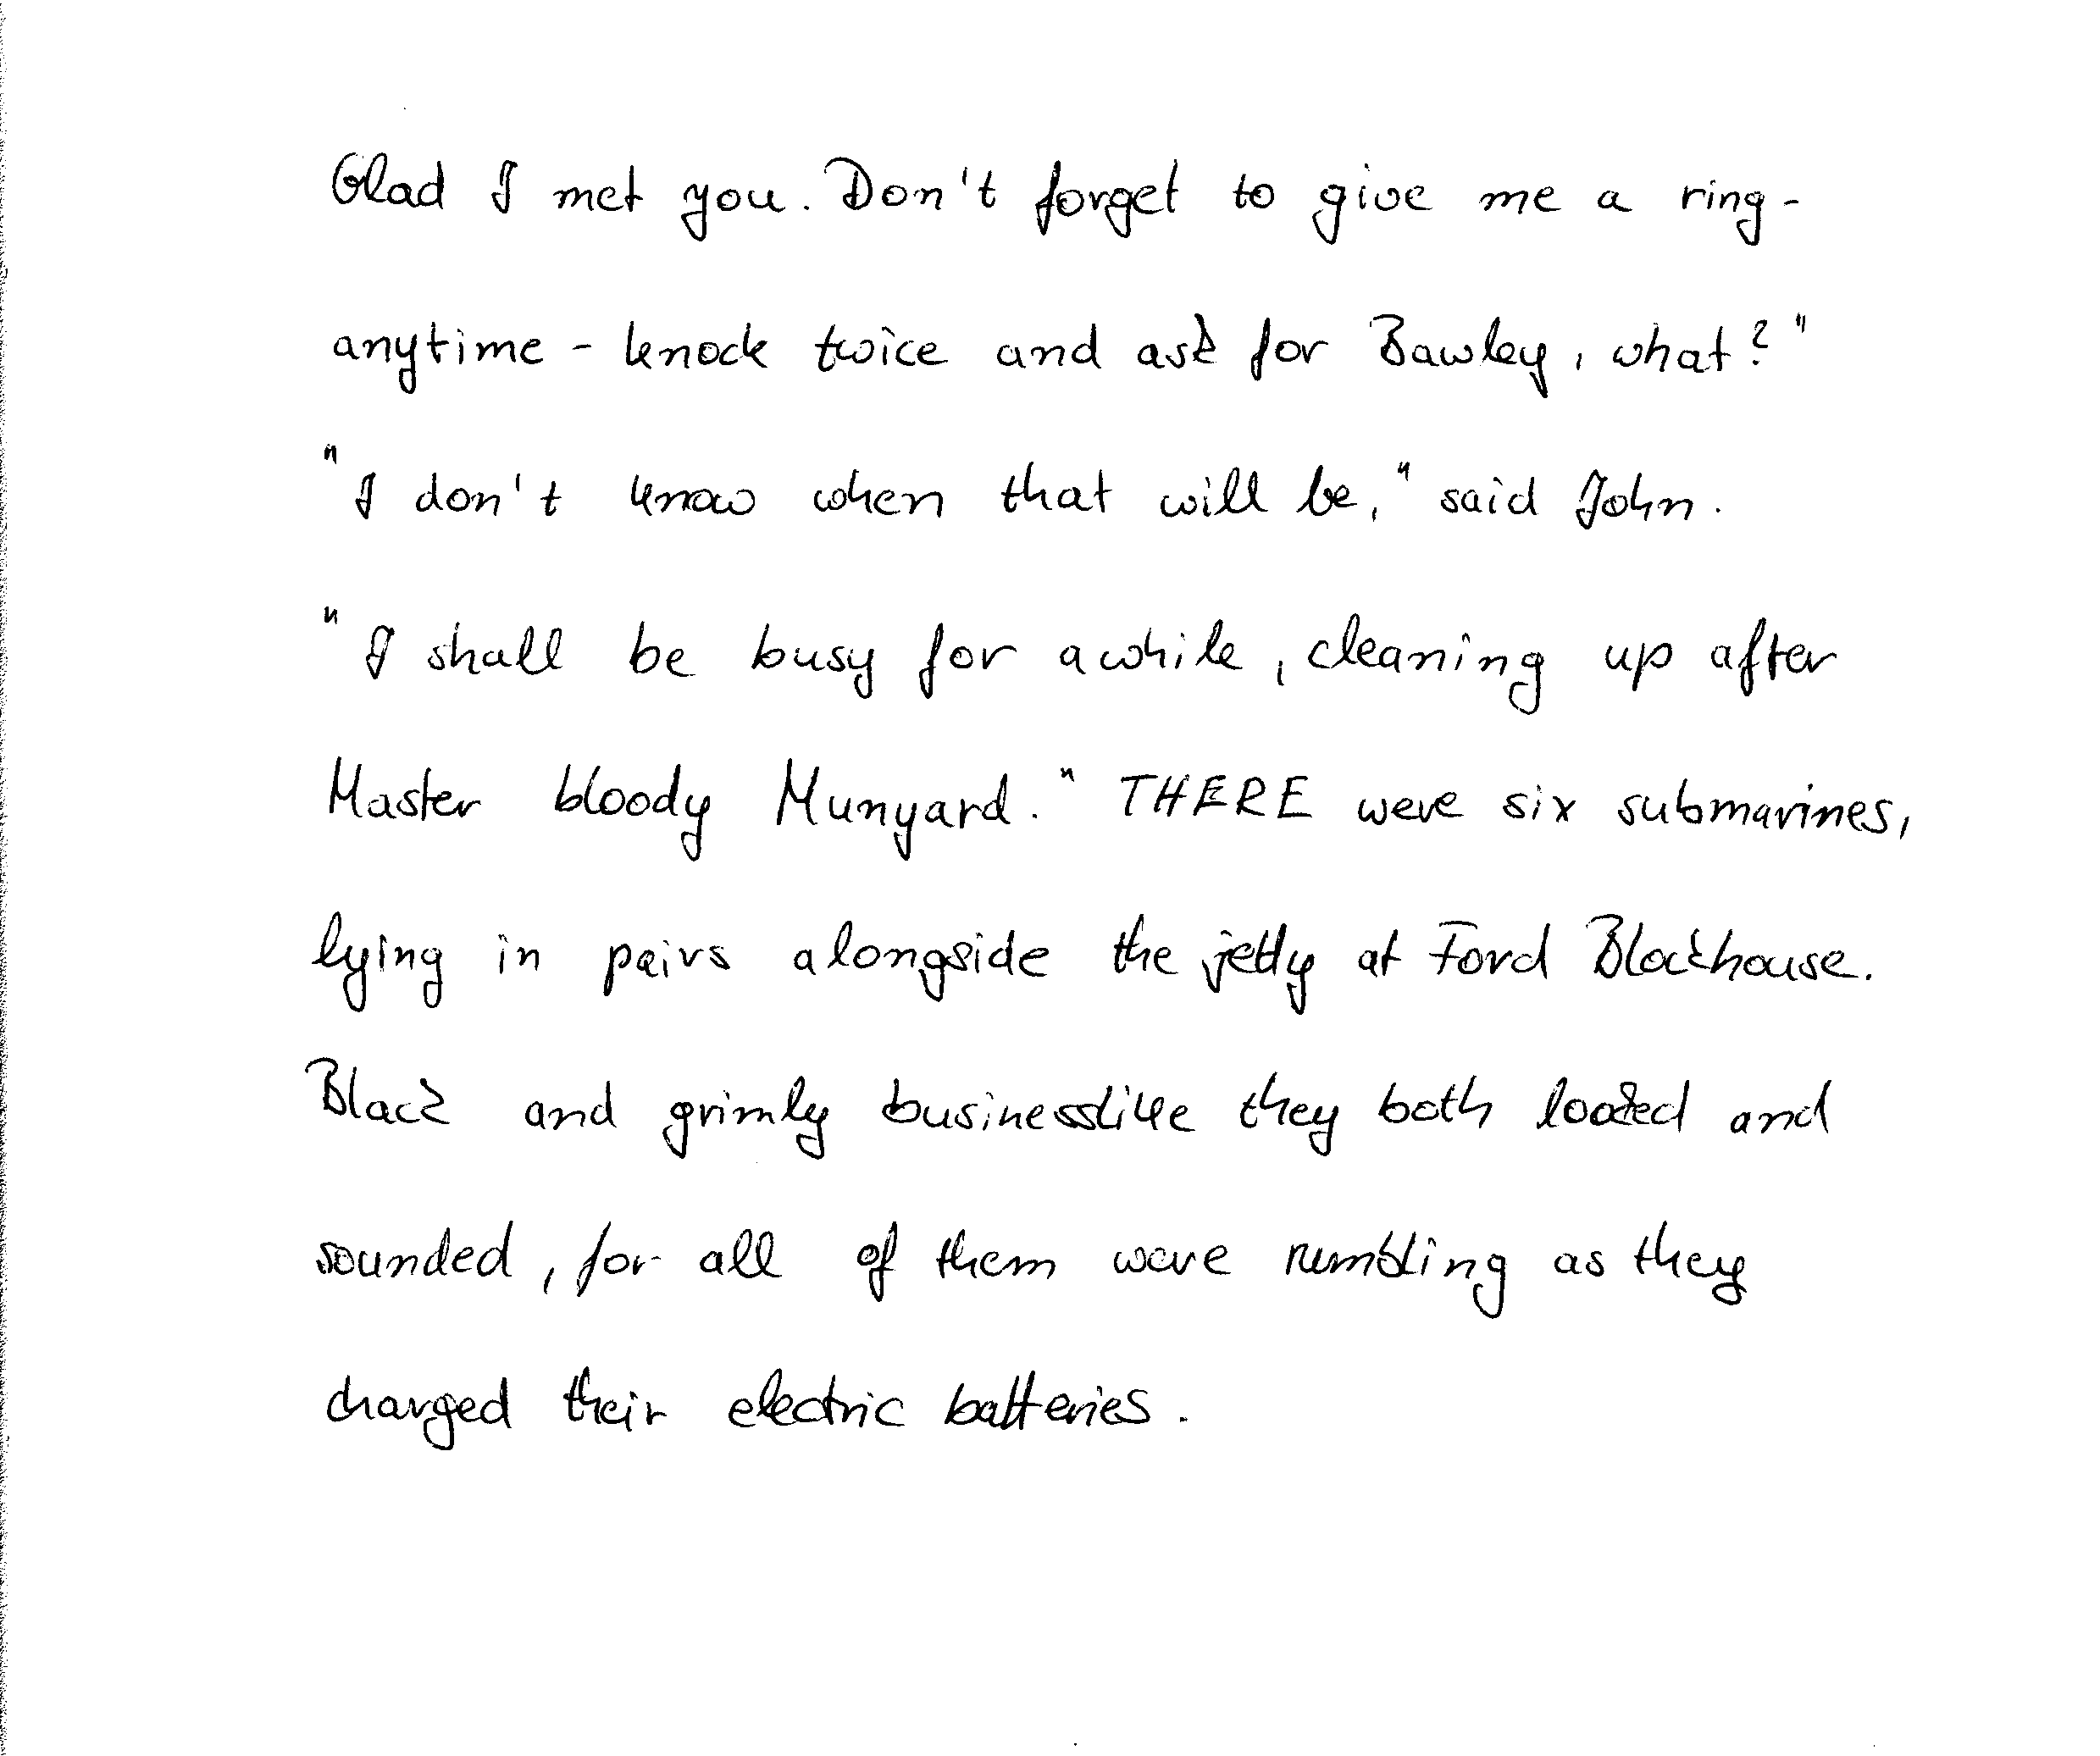 Glad I met you. Don't forget to give me a ring -
anytime - knock twice and ask for Bawley, what?"
"I don't know when that will be," said John.
"I shall be busy for awhile, cleaning up after
Master bloody Munyard." THERE were six submarines,
lying in pairs alongside the jetty at Ford Blockhouse.
Black and grimly businesslike they both looked and
sounded, for all of them were rumbling as they
charged their electric batteries.